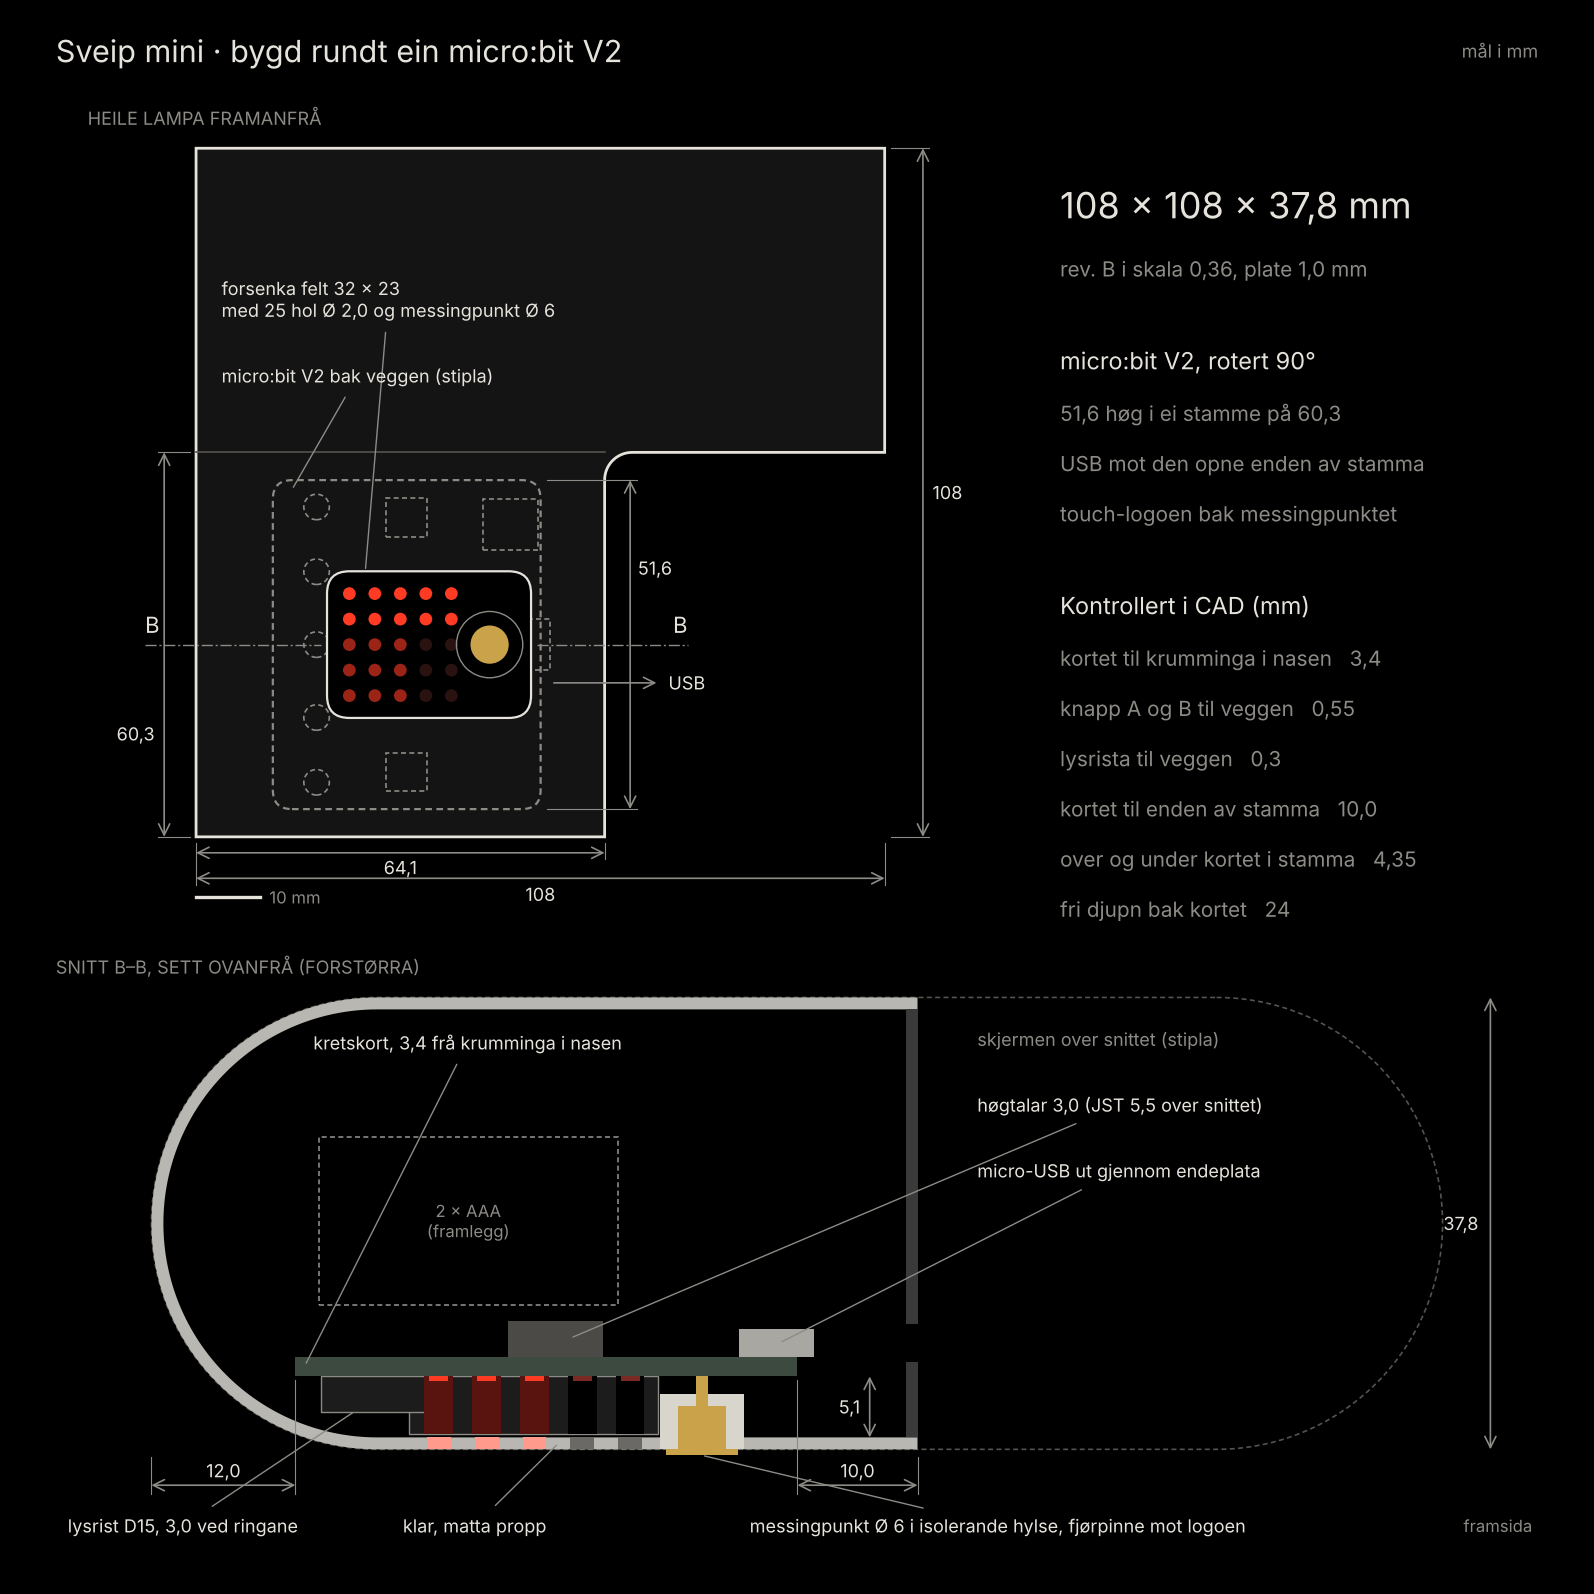 Sveip mini · bygd rundt ein micro:bit V2
mål i mm
HEILE LAMPA FRAMANFRÅ
forsenka felt 32 × 23
med 25 hol Ø 2,0 og messingpunkt Ø 6
micro:bit V2 bak veggen (stipla)
108
51,6
B
B
USB
60,3
64,1
108
10 mm
108 × 108 × 37,8 mm
rev. B i skala 0,36, plate 1,0 mm
micro:bit V2, rotert 90°
51,6 høg i ei stamme på 60,3
USB mot den opne enden av stamma
touch-logoen bak messingpunktet
Kontrollert i CAD (mm)
kortet til krumminga i nasen 3,4
knapp A og B til veggen 0,55
lysrista til veggen 0,3
kortet til enden av stamma 10,0
over og under kortet i stamma 4,35
fri djupn bak kortet 24
SNITT B–B, SETT OVANFRÅ (FORSTØRRA)
kretskort, 3,4 frå krumminga i nasen
skjermen over snittet (stipla)
høgtalar 3,0 (JST 5,5 over snittet)
micro-USB ut gjennom endeplata
2 × AAA
(framlegg)
37,8
5,1
12,0
10,0
lysrist D15, 3,0 ved ringane
klar, matta propp
messingpunkt Ø 6 i isolerande hylse, fjørpinne mot logoen
framsida